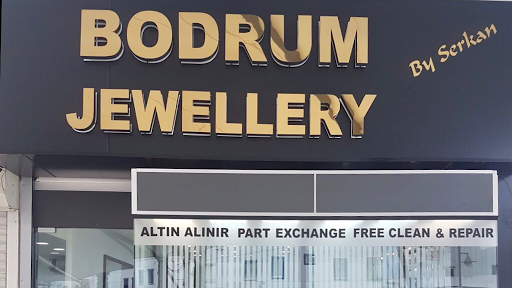 BODRUM
By Serkan
JEWELLERY
ALTIN ALINIR PART EXCHANGE FREE CLEAN & REPAIR